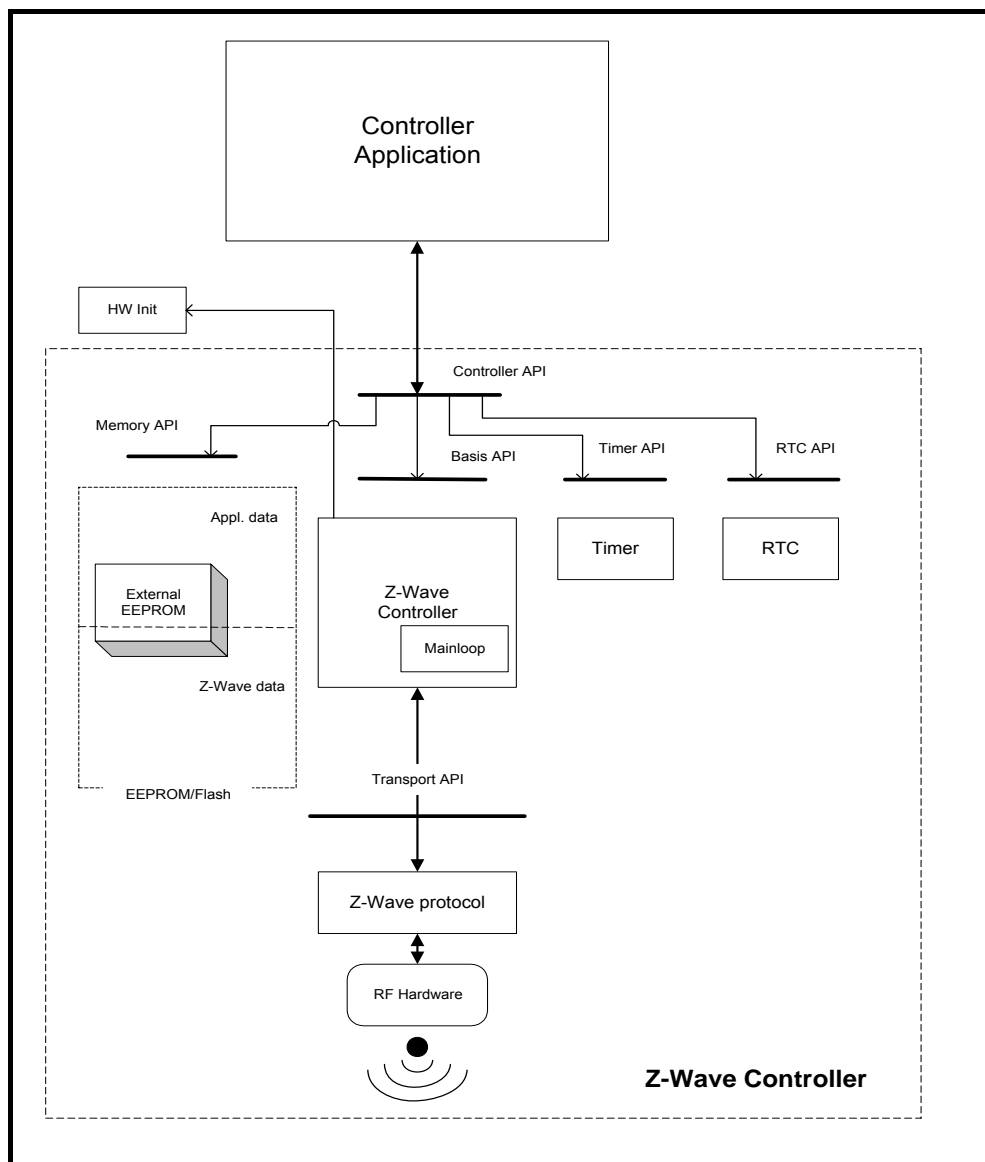 Controller
Application
HW Init
Controller API
Memory API
Basis API
Timer API
RTC API
Appl. data
External
EEPROM
Z-Wave data
EEPROM/Flash
Z-Wave
Controller
Mainloop
Timer
RTC
Transport API
Z-Wave protocol
RF Hardware
Z-Wave Controller